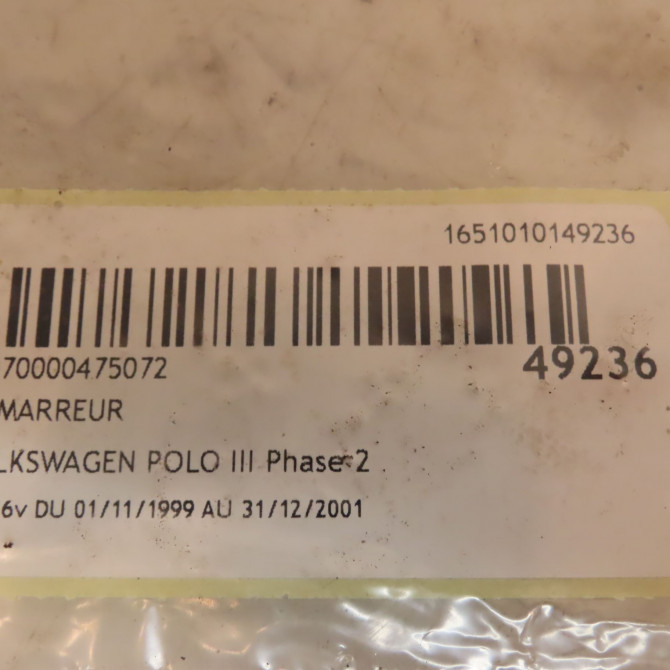 1651010149236
70000475072
49236
MARREUR
LKSWAGEN POLO III Phase 2
6v DU 01/11/1999 AU 31/12/2001